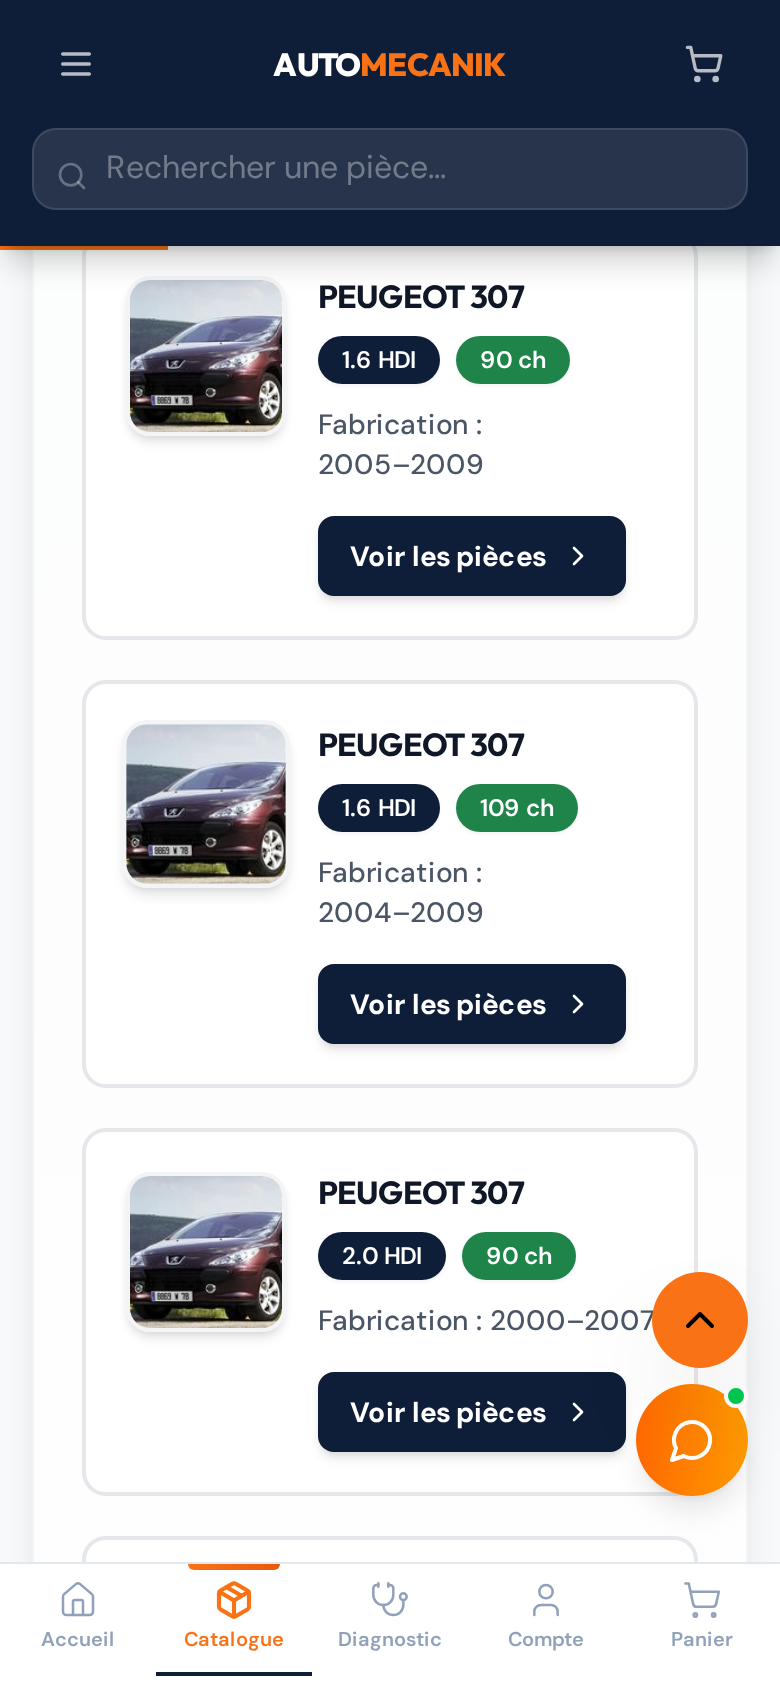 AUTOMECANIK
Rechercher une pièce...
PEUGEOT 307
1.6 HDI 90 ch
Fabrication :
2005–2009
Voir les pièces
PEUGEOT 307
1.6 HDI 109 ch
Fabrication :
2004–2009
Voir les pièces
PEUGEOT 307
2.0 HDI 90 ch
Fabrication : 2000–2007
Voir les pièces
Accueil Catalogue Diagnostic Compte Panier